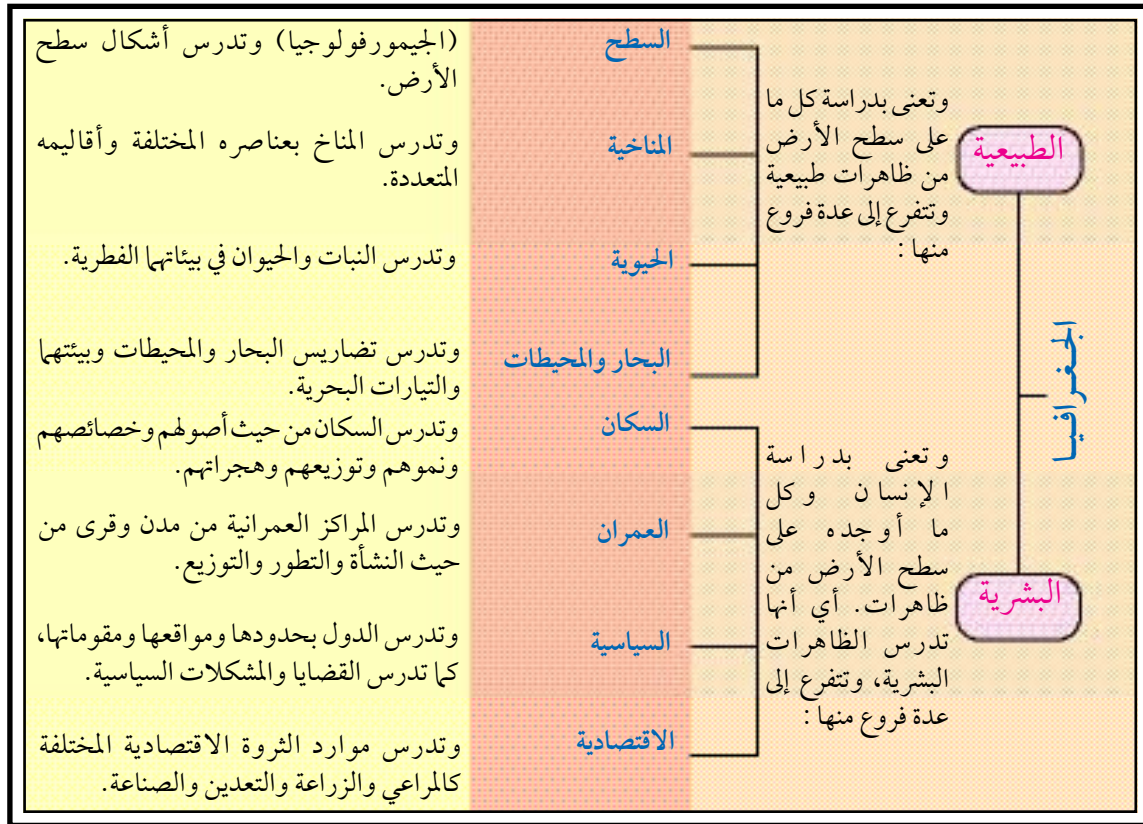 الجغرافيا
الطبيعية
وتعنى بدراسة كل ما
على سطح الأرض
من ظاهرات طبيعية
وتتفرع إلى عدة فروع
منها :
السطح
(الجيمورفولوجيا) وتدرس أشكال سطح
الأرض.
المناخية
وتدرس المناخ بعناصره المختلفة وأقاليمه
المتعددة.
الحيوية
وتدرس النبات والحيوان في بيئاتهما الفطرية.
البحار والمحيطات
وتدرس تضاريس البحار والمحيطات وبيئتهما
والتيارات البحرية.
البشرية
وتعنى بدراسة
الإنسان وكل
ما أوجده على
سطح الأرض من
ظاهرات. أي أنها
تدرس الظاهرات
البشرية، وتتفرع إلى
عدة فروع منها :
السكان
وتدرس السكان من حيث أصولهم وخصائصهم
ونموهم وتوزيعهم وهجراتهم.
العمران
وتدرس المراكز العمرانية من مدن وقرى من
حيث النشأة والتطور والتوزيع.
السياسية
وتدرس الدول بحدودها ومواقعها ومقوماتها،
كما تدرس القضايا والمشكلات السياسية.
الاقتصادية
وتدرس موارد الثروة الاقتصادية المختلفة
كالمراعي والزراعة والتعدين والصناعة.